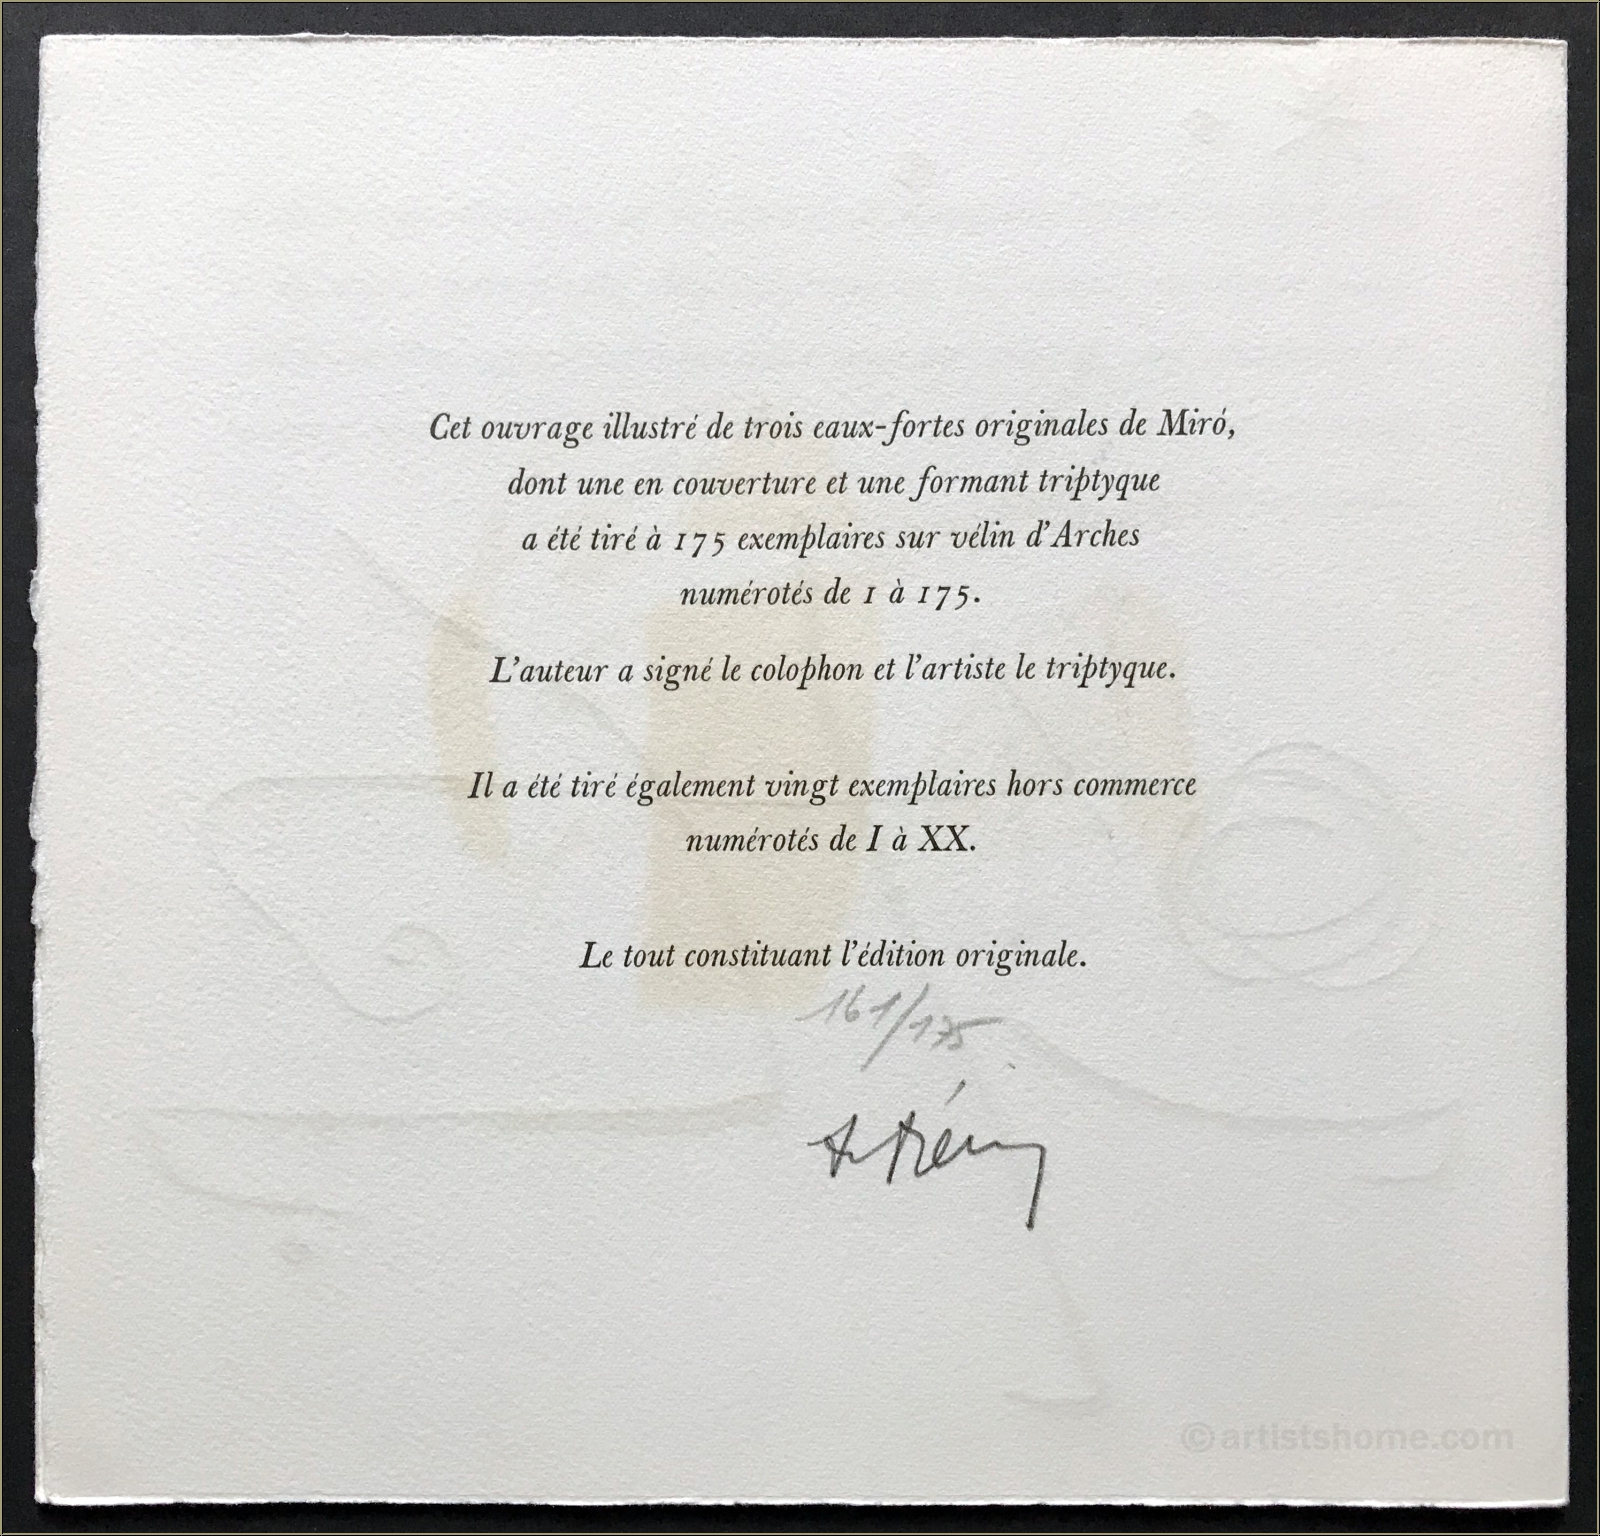 Cet ouvrage illustré de trois eaux-fortes originales de Miró,
dont une en couverture et une formant triptyque
a été tiré à 175 exemplaires sur vélin d'Arches
numérotés de 1 à 175.
L'auteur a signé le colophon et l'artiste le triptyque.
Il a été tiré également vingt exemplaires hors commerce
numérotés de I à XX.
Le tout constituant l'édition originale.
161/175
©artistshome.com